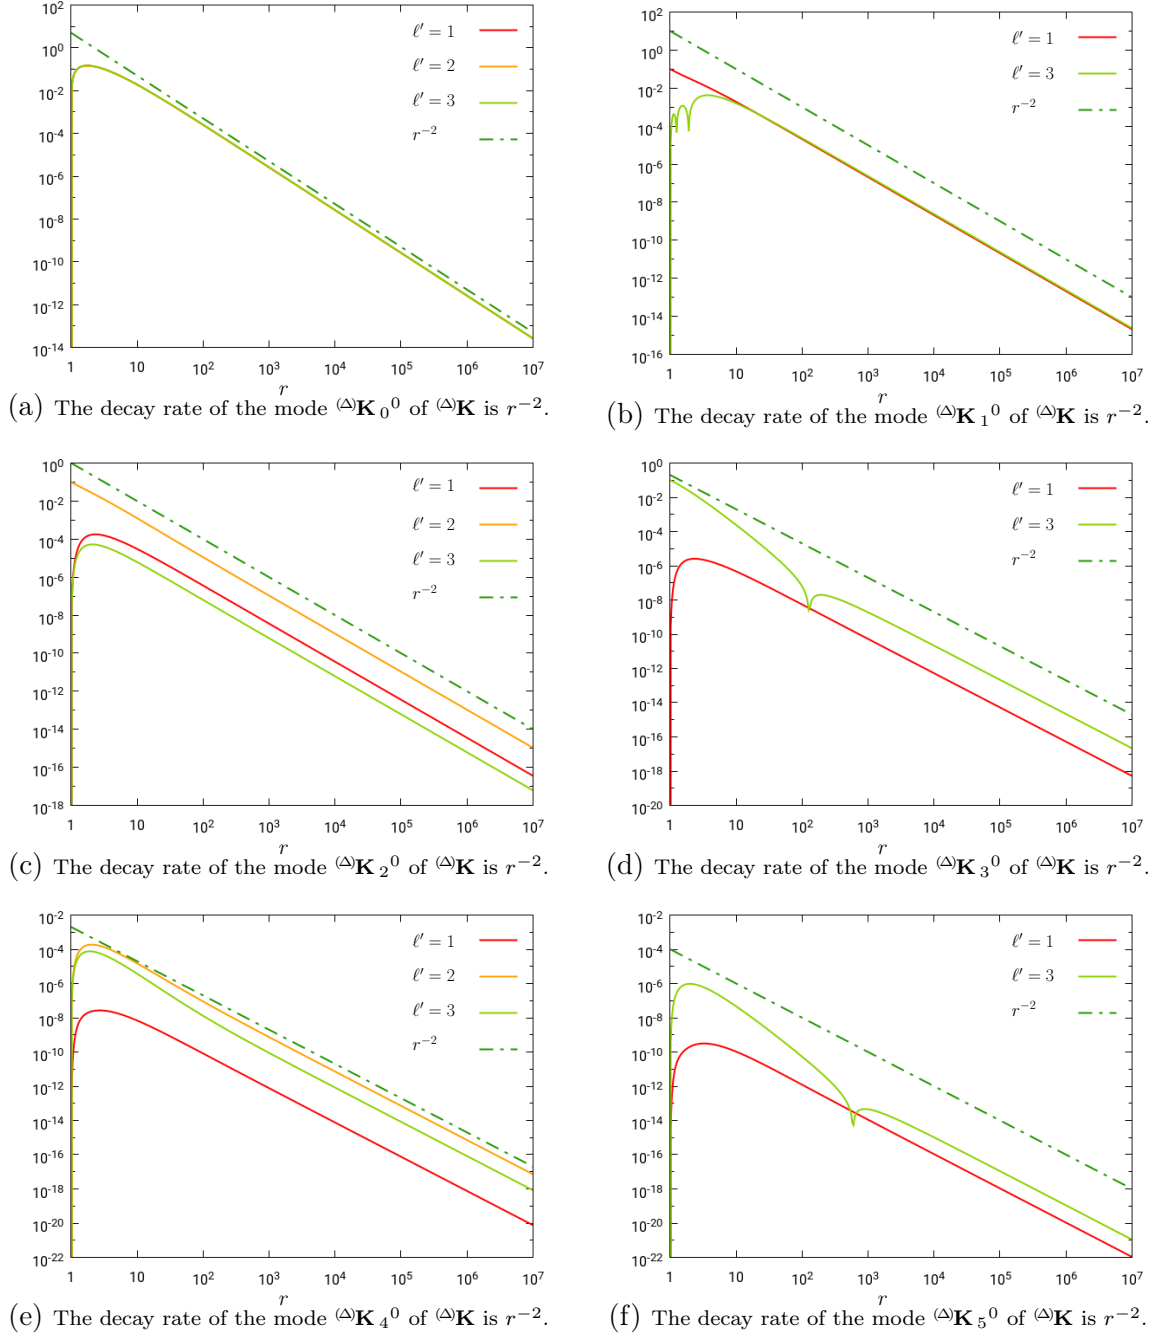 10^2
10^0
10^-2
10^-4
10^-6
10^-8
10^-10
10^-12
10^-14
1 10 10^2 10^3 10^4 10^5 10^6 10^7
r
ℓ′ = 1
ℓ′ = 2
ℓ′ = 3
r^−2
(a) The decay rate of the mode ^(Δ)K_0^0 of ^(Δ)K is r^−2.
10^2
10^0
10^-2
10^-4
10^-6
10^-8
10^-10
10^-12
10^-14
10^-16
1 10 10^2 10^3 10^4 10^5 10^6 10^7
r
ℓ′ = 1
ℓ′ = 3
r^−2
(b) The decay rate of the mode ^(Δ)K_1^0 of ^(Δ)K is r^−2.
10^0
10^-2
10^-4
10^-6
10^-8
10^-10
10^-12
10^-14
10^-16
10^-18
1 10 10^2 10^3 10^4 10^5 10^6 10^7
r
ℓ′ = 1
ℓ′ = 2
ℓ′ = 3
r^−2
(c) The decay rate of the mode ^(Δ)K_2^0 of ^(Δ)K is r^−2.
10^0
10^-2
10^-4
10^-6
10^-8
10^-10
10^-12
10^-14
10^-16
10^-18
10^-20
1 10 10^2 10^3 10^4 10^5 10^6 10^7
r
ℓ′ = 1
ℓ′ = 3
r^−2
(d) The decay rate of the mode ^(Δ)K_3^0 of ^(Δ)K is r^−2.
10^-2
10^-4
10^-6
10^-8
10^-10
10^-12
10^-14
10^-16
10^-18
10^-20
10^-22
1 10 10^2 10^3 10^4 10^5 10^6 10^7
r
ℓ′ = 1
ℓ′ = 2
ℓ′ = 3
r^−2
(e) The decay rate of the mode ^(Δ)K_4^0 of ^(Δ)K is r^−2.
10^-2
10^-4
10^-6
10^-8
10^-10
10^-12
10^-14
10^-16
10^-18
10^-20
10^-22
1 10 10^2 10^3 10^4 10^5 10^6 10^7
r
ℓ′ = 1
ℓ′ = 3
r^−2
(f) The decay rate of the mode ^(Δ)K_5^0 of ^(Δ)K is r^−2.